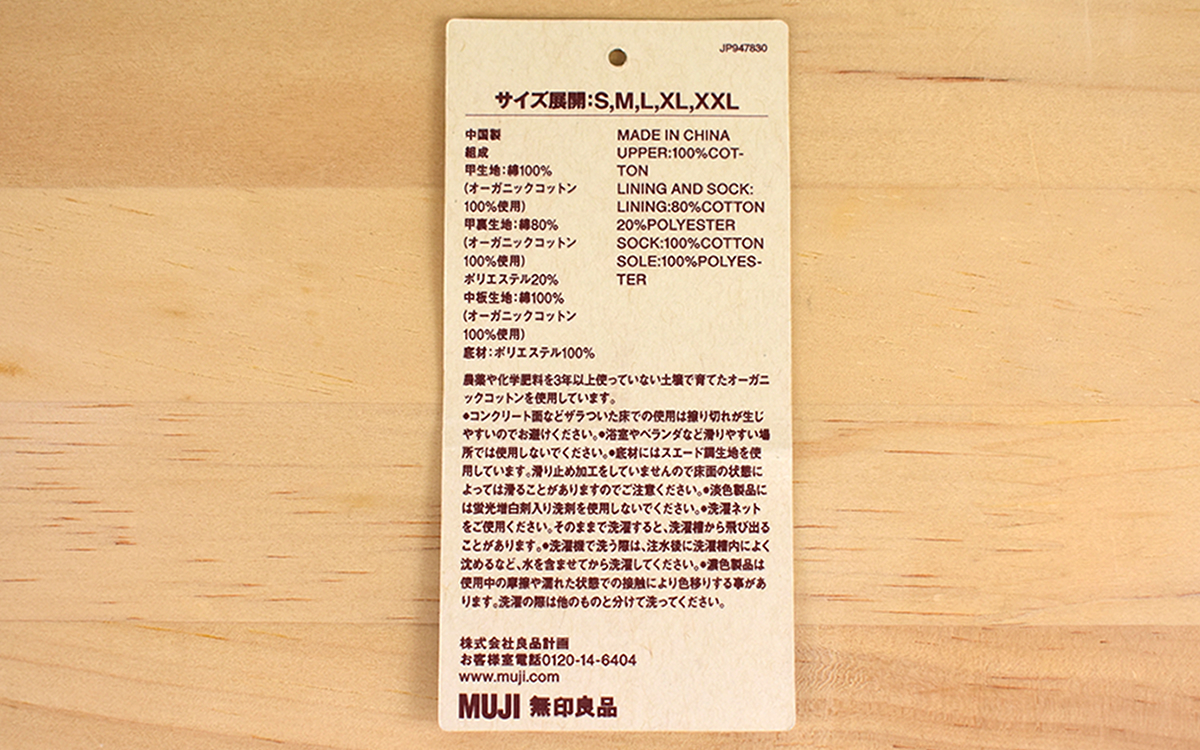 JP947830
サイズ展開：S,M,L,XL,XXL
中国製
組成
甲生地：綿100%
(オーガニックコットン
100%使用)
甲裏生地：綿80%
(オーガニックコットン
100%使用)
ポリエステル20%
中板生地：綿100%
(オーガニックコットン
100%使用)
底材：ポリエステル100%
MADE IN CHINA
UPPER:100%COT-
TON
LINING AND SOCK:
LINING:80%COTTON
20%POLYESTER
SOCK:100%COTTON
SOLE:100%POLYES-
TER
農薬や化学肥料を3年以上使っていない土壌で育てたオーガニ
ックコットンを使用しています。
●コンクリート面などザラついた床での使用は擦り切れが生じ
やすいのでお避けください。●浴室やベランダなど滑りやすい場
所では使用しないでください。●底材にはスエード調生地を使
用しています。滑り止め加工をしていませんので床面の状態に
よっては滑ることがありますのでご注意ください。●淡色製品に
は蛍光増白剤入り洗剤を使用しないでください。●洗濯ネット
をご使用ください。そのままで洗濯すると、洗濯槽から飛び出る
ことがあります。●洗濯機で洗う際は、注水後に洗濯槽内によく
沈めるなど、水を含ませてから洗濯してください。●濃色製品は
使用中の摩擦や濡れた状態での接触により色移りする事があ
ります。洗濯の際は他のものと分けて洗ってください。
株式会社良品計画
お客様室電話0120-14-6404
www.muji.com
MUJI 無印良品